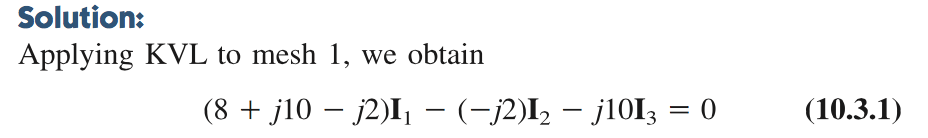 Solution:
Applying KVL to mesh 1, we obtain
(8 + j10 − j2)I₁ − (−j2)I₂ − j10I₃ = 0 (10.3.1)